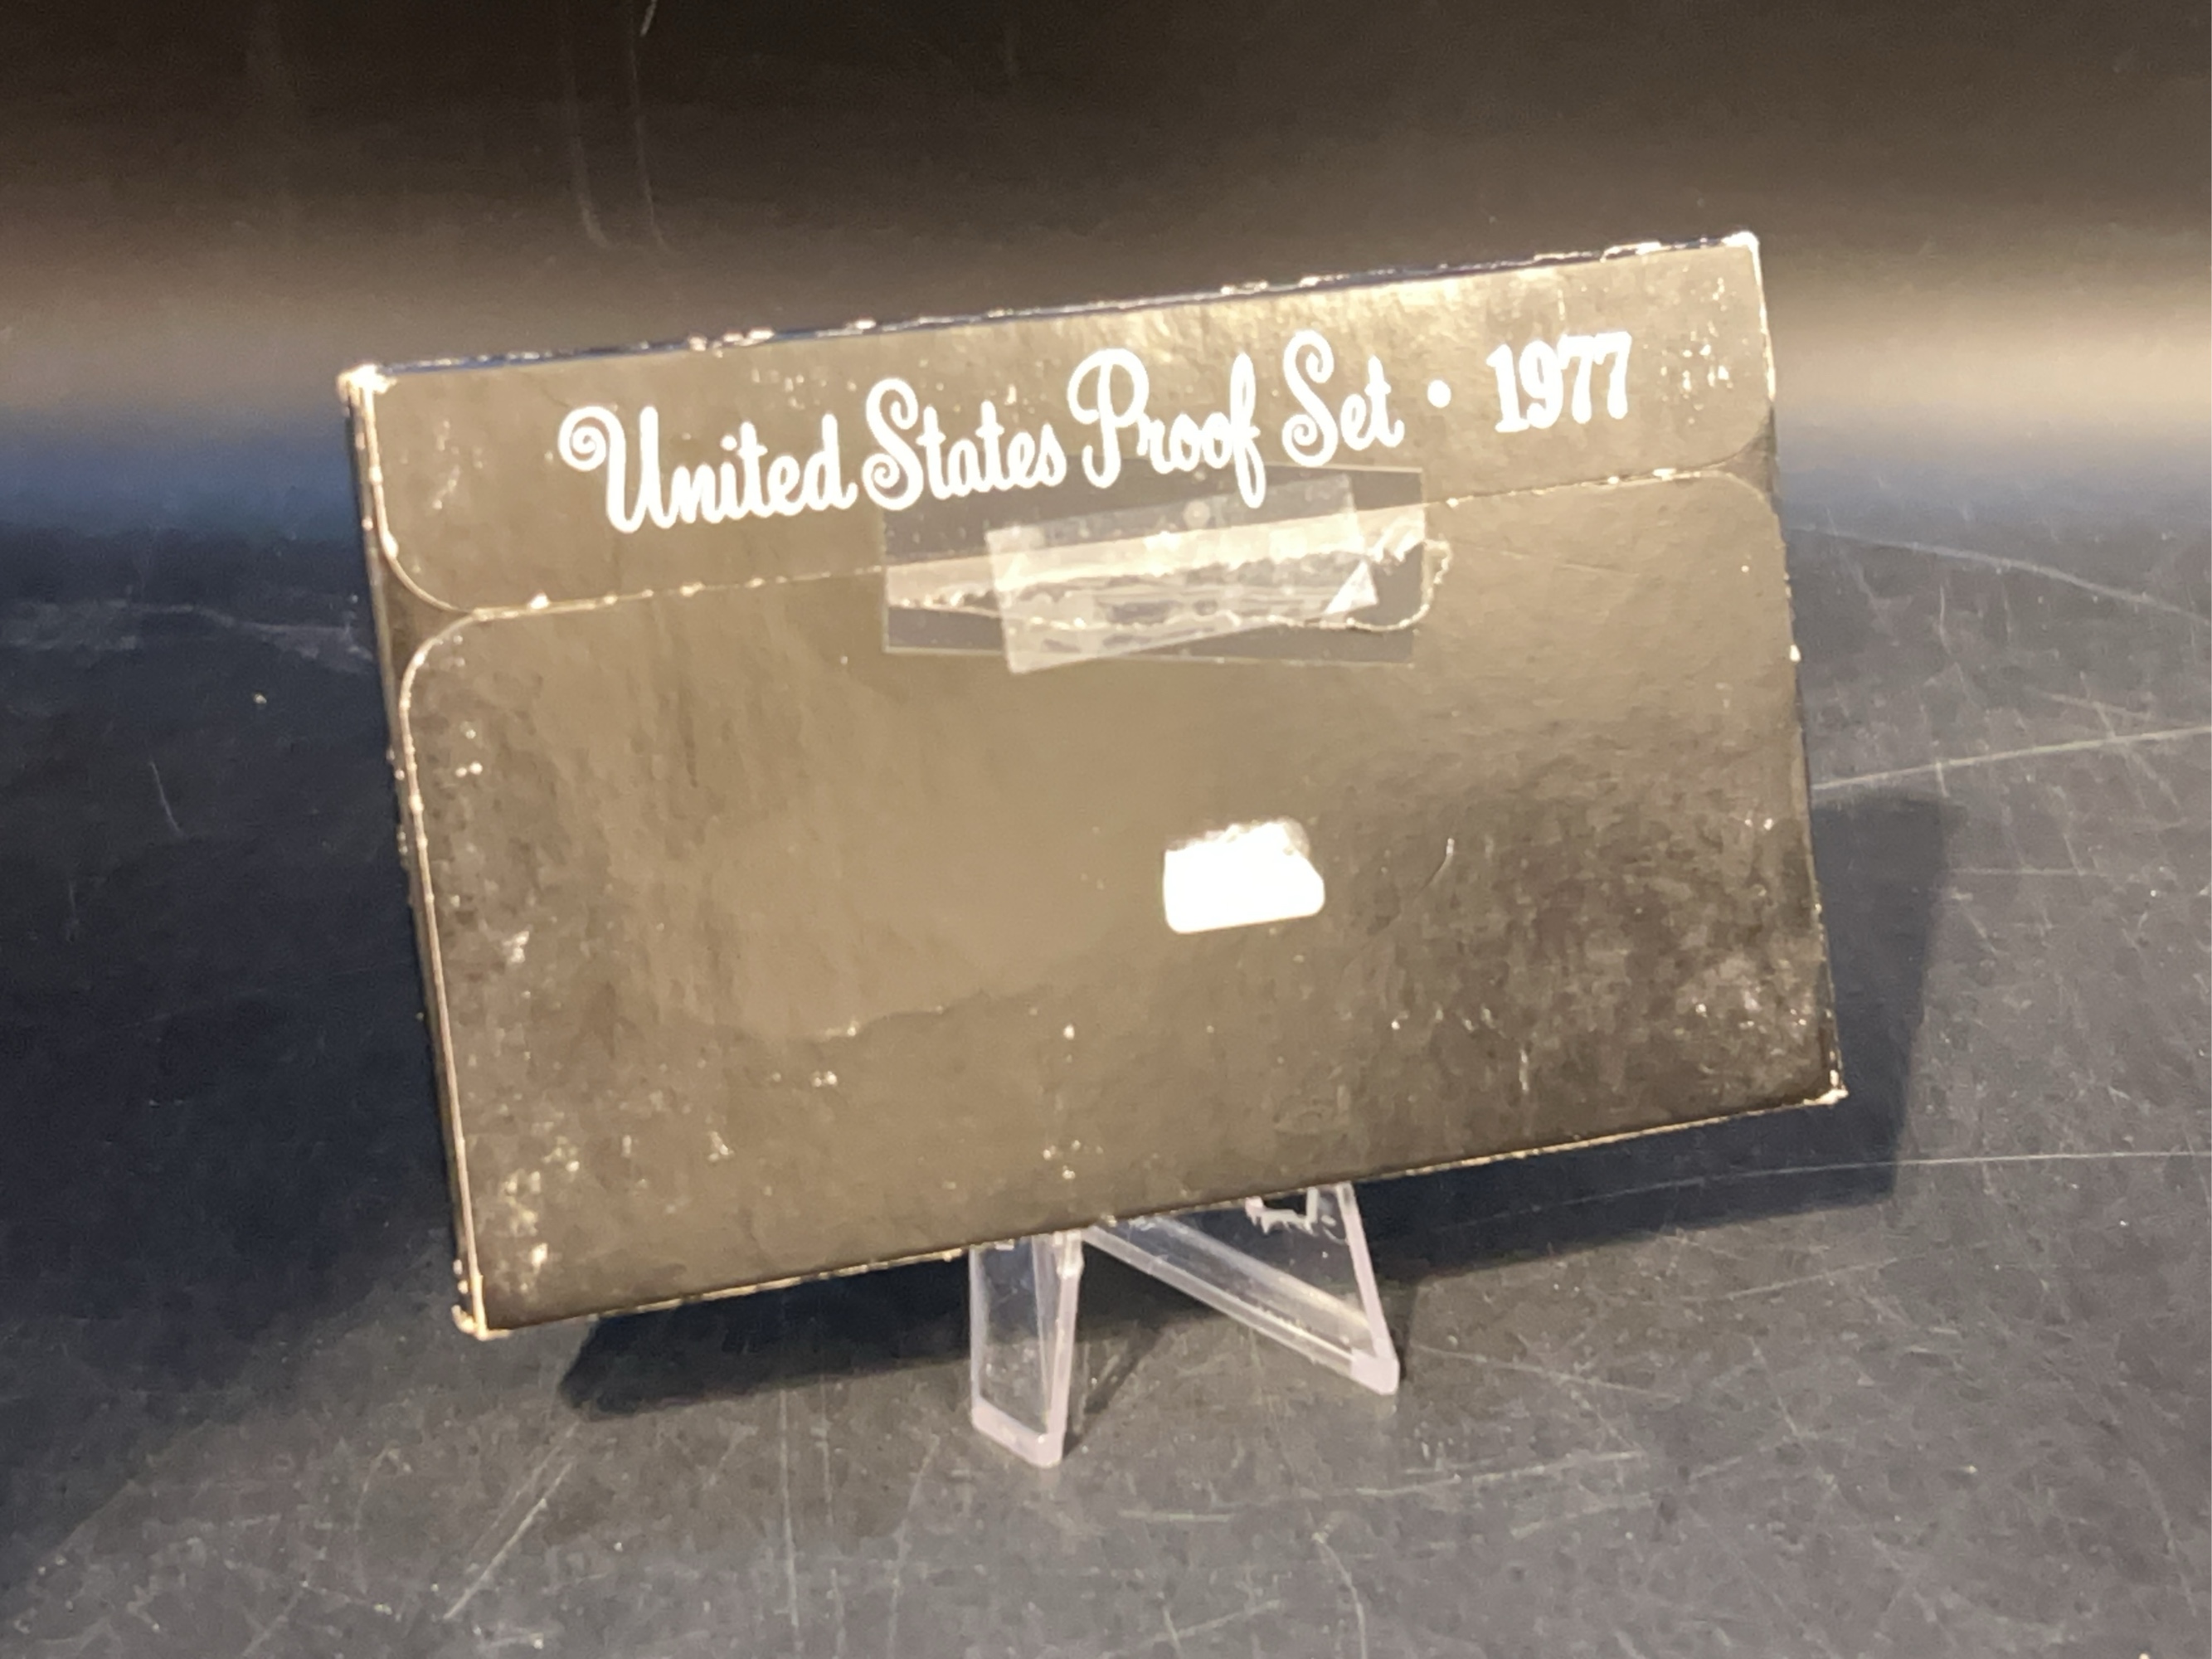 United States Proof Set • 1977